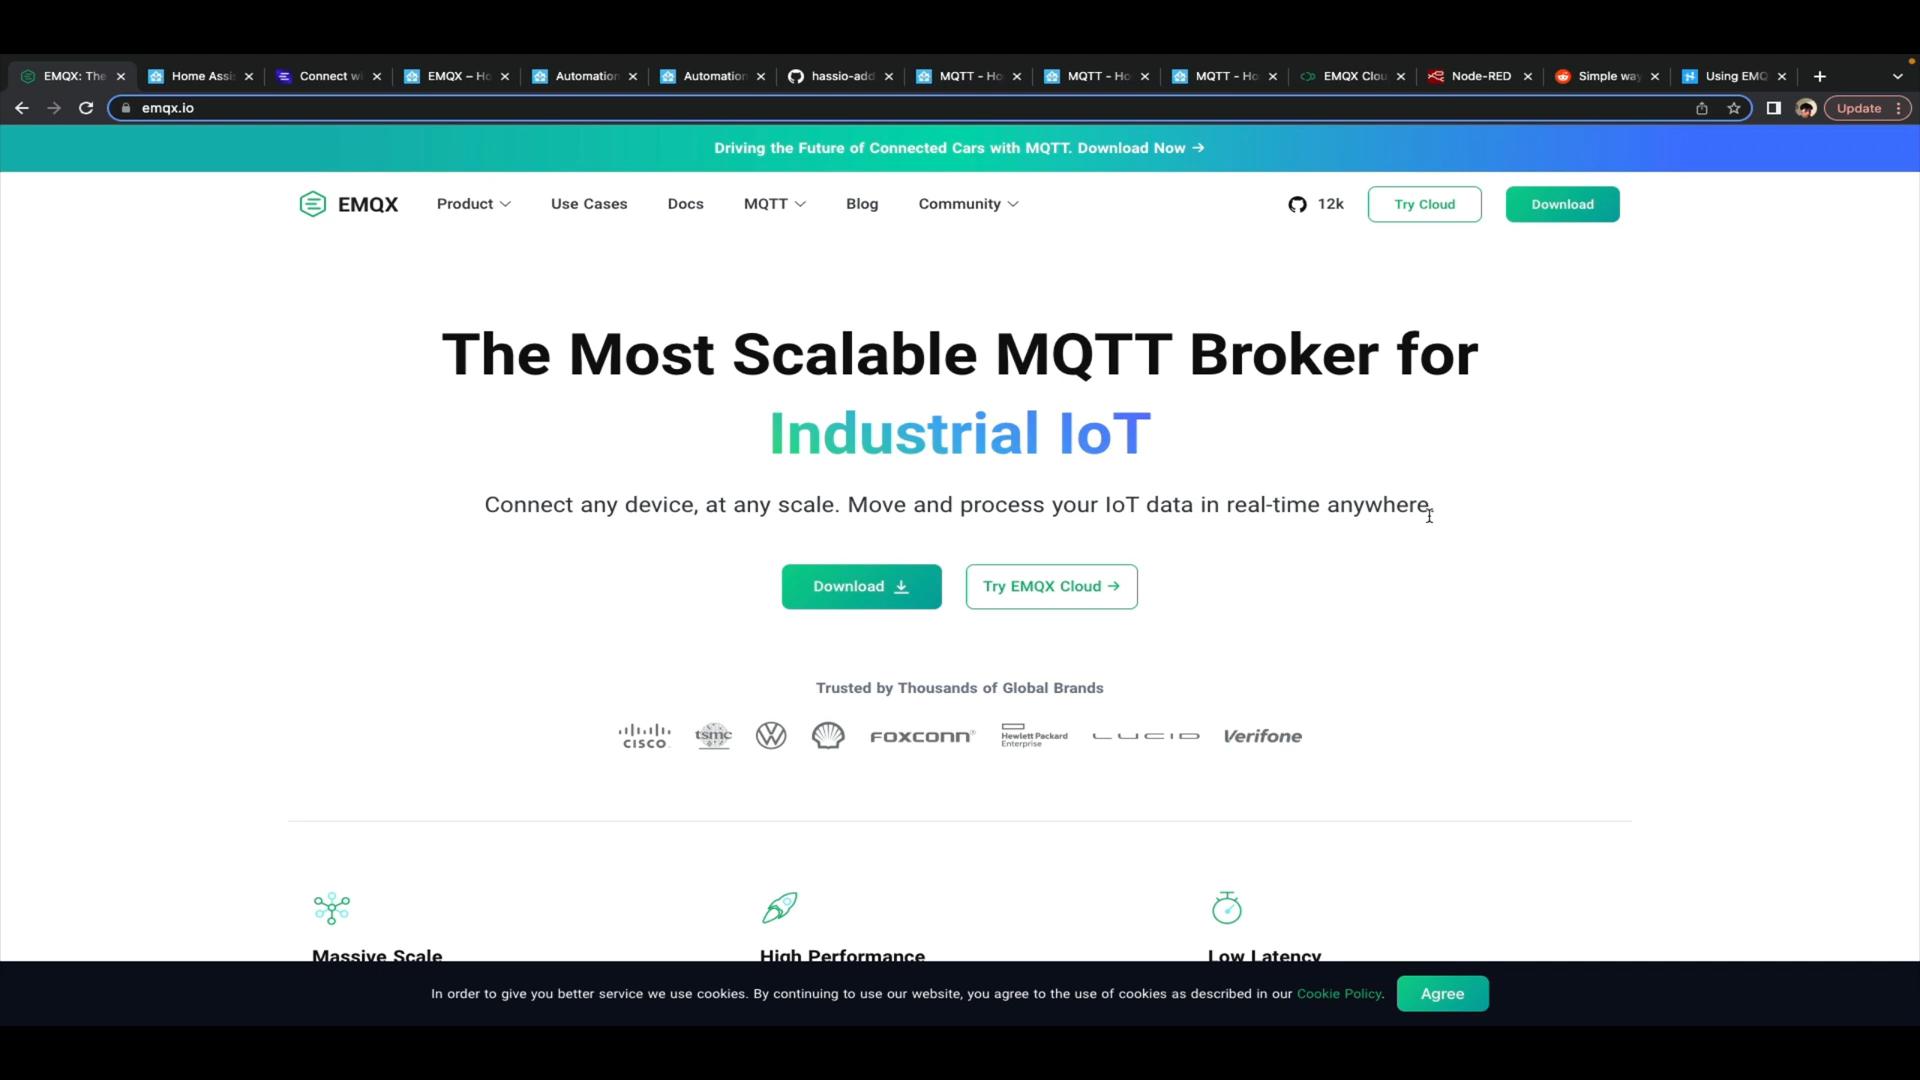 EMQX: The
Home Assi
Connect wi
EMQX – Ho
Automation
Automation
hassio-add
MQTT - Ho
MQTT - Ho
MQTT - Ho
EMQX Clou
Node-RED
Simple way
Using EMQ
emqx.io
Update
Driving the Future of Connected Cars with MQTT. Download Now →
EMQX
Product
Use Cases
Docs
MQTT
Blog
Community
12k
Try Cloud
Download
The Most Scalable MQTT Broker for
Industrial IoT
Connect any device, at any scale. Move and process your IoT data in real-time anywhere.
Download
Try EMQX Cloud →
Trusted by Thousands of Global Brands
CISCO
tsmc
FOXCONN®
Hewlett Packard
Enterprise
LUCID
Verifone
Massive Scale
High Performance
Low Latency
In order to give you better service we use cookies. By continuing to use our website, you agree to the use of cookies as described in our Cookie Policy.
Agree